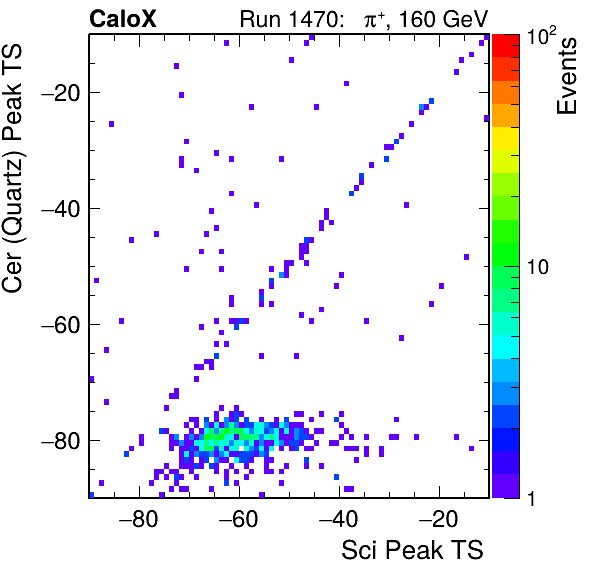 CaloX Run 1470: π⁺, 160 GeV
Cer (Quartz) Peak TS
−20
−40
−60
−80
−80 −60 −40 −20
Sci Peak TS
10²
10
1
Events